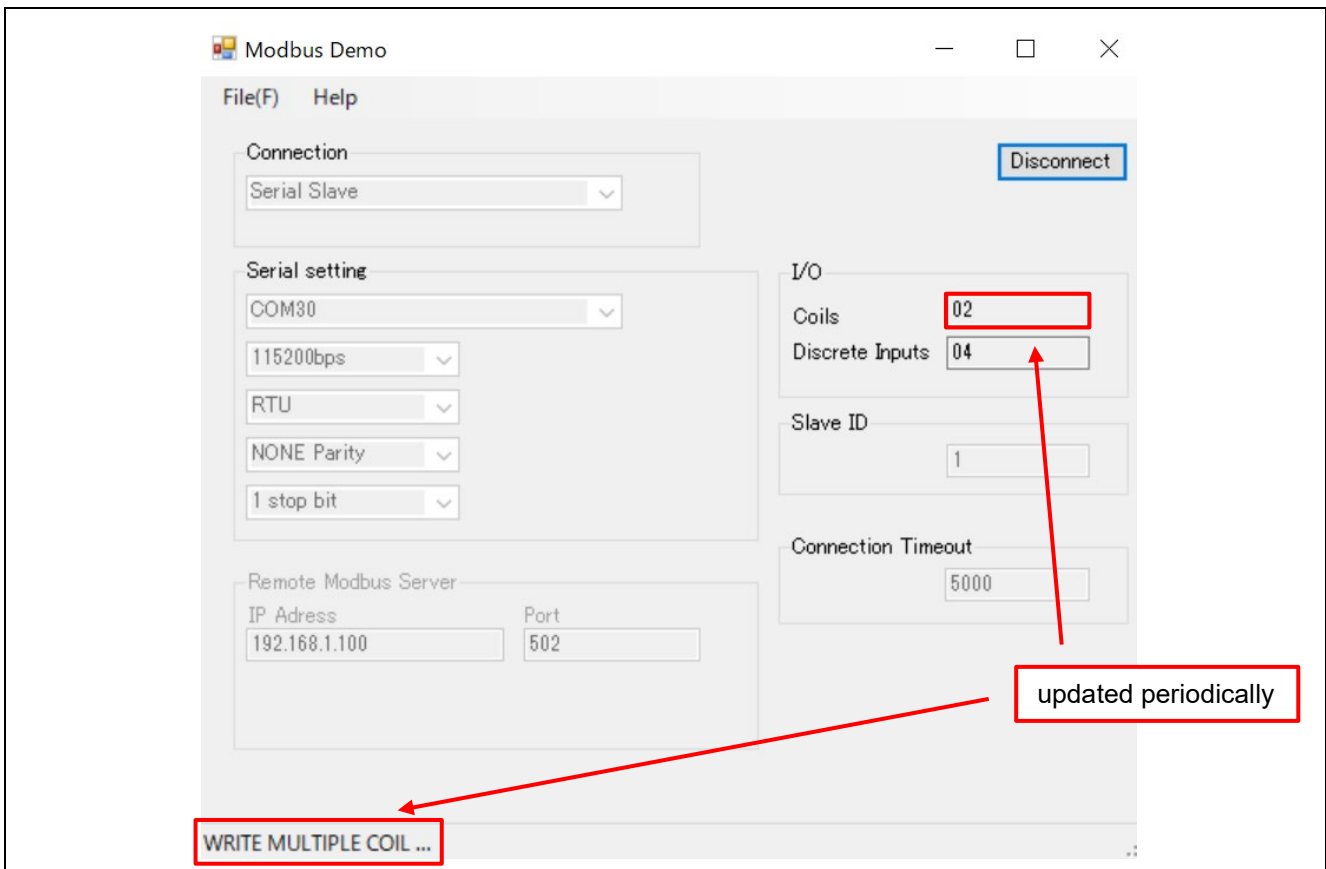 Modbus Demo
File(F) Help
Connection
Disconnect
Serial Slave
Serial setting
COM30
115200bps
RTU
NONE Parity
1 stop bit
I/O
Coils 02
Discrete Inputs 04
Slave ID
1
Connection Timeout
5000
Remote Modbus Server
IP Adress Port
192.168.1.100 502
updated periodically
WRITE MULTIPLE COIL ...